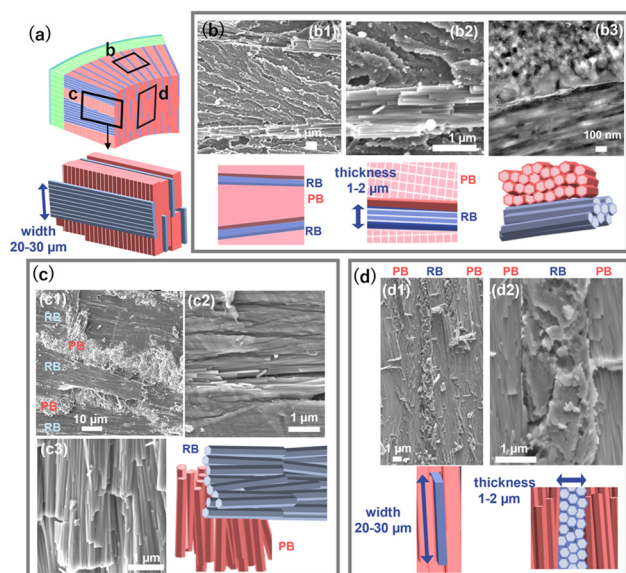 (a)
b
c
d
width
20-30 μm
(b)
(b1)
1 μm
(b2)
1 μm
(b3)
100 nm
RB
PB
RB
thickness
1-2 μm
PB
RB
(c)
(c1)
RB
PB
RB
PB
RB
10 μm
(c2)
1 μm
(c3)
1 μm
RB
PB
(d)
PB RB PB
PB RB PB
(d1)
1 μm
(d2)
1 μm
width
20-30 μm
thickness
1-2 μm